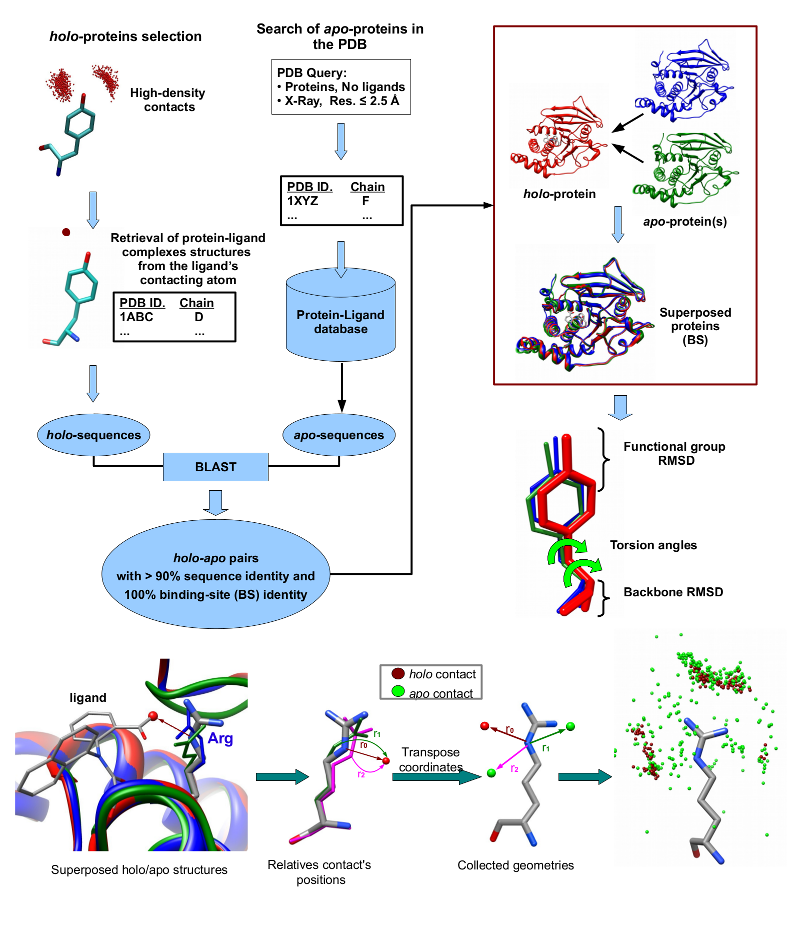 holo-proteins selection
High-density
contacts
Retrieval of protein-ligand
complexes structures
from the ligand's
contacting atom
PDB ID. Chain
1ABC D
... ...
holo-sequences
Search of apo-proteins in
the PDB
PDB Query:
• Proteins, No ligands
• X-Ray, Res. ≤ 2.5 Å
PDB ID. Chain
1XYZ F
... ...
Protein-Ligand
database
apo-sequences
BLAST
holo-apo pairs
with > 90% sequence identity and
100% binding-site (BS) identity
holo-protein
apo-protein(s)
Superposed
proteins
(BS)
Functional group
RMSD
Torsion angles
Backbone RMSD
ligand
Arg
Superposed holo/apo structures
r1
r0
r2
Relatives contact's
positions
holo contact
apo contact
Transpose
coordinates
r0
r1
r2
Collected geometries